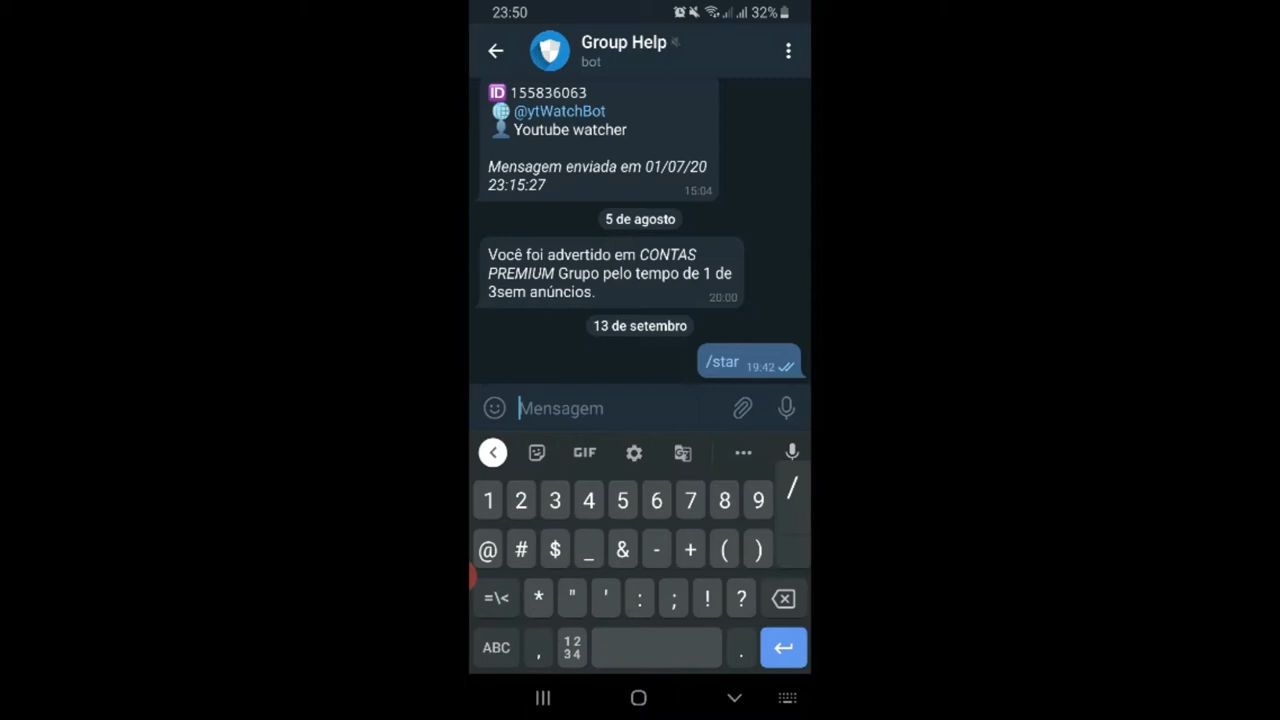 23:50
32%
Group Help
bot
ID 155836063
@ytWatchBot
Youtube watcher
Mensagem enviada em 01/07/20
23:15:27
15:04
5 de agosto
Você foi advertido em CONTAS
PREMIUM Grupo pelo tempo de 1 de
3sem anúncios.
20:00
13 de setembro
/star
19:42
Mensagem
GIF
1 2 3 4 5 6 7 8 9
/
@ # $ _ & - + ( )
=\< * " ' : ; ! ?
ABC , 12 34 .